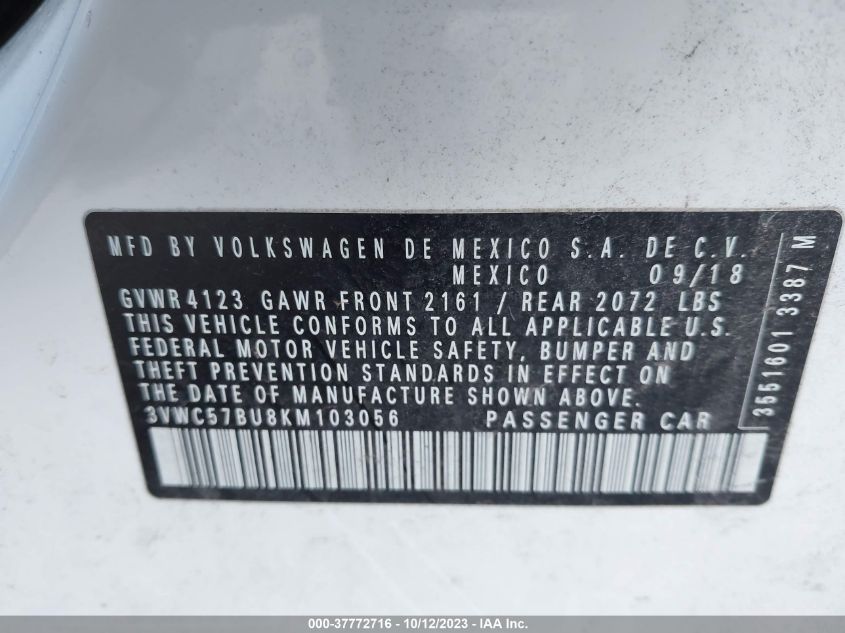 MFD BY VOLKSWAGEN DE MEXICO S.A. DE C.V.
MEXICO 09/18
GVWR 4123 GAWR FRONT 2161 / REAR 2072 LBS
THIS VEHICLE CONFORMS TO ALL APPLICABLE U.S.
FEDERAL MOTOR VEHICLE SAFETY, BUMPER AND
THEFT PREVENTION STANDARDS IN EFFECT ON
THE DATE OF MANUFACTURE SHOWN ABOVE.
3VWC57BU8KM103056 PASSENGER CAR
3551601 3387 M
000-37772716 - 10/12/2023 - IAA Inc.